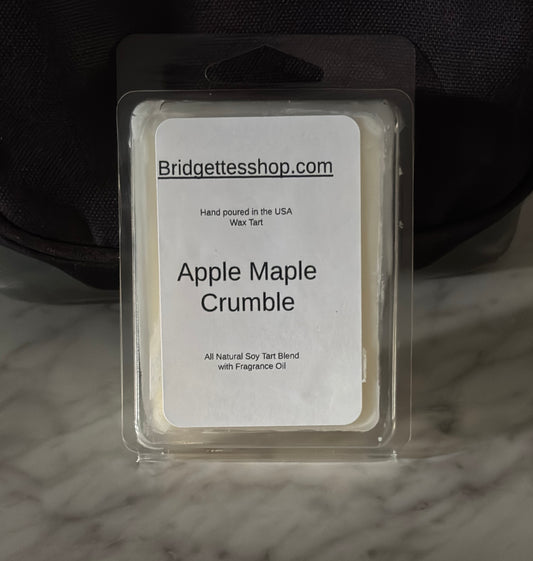 Bridgettesshop.com
Hand poured in the USA
Wax Tart
Apple Maple
Crumble
All Natural Soy Tart Blend
with Fragrance Oil